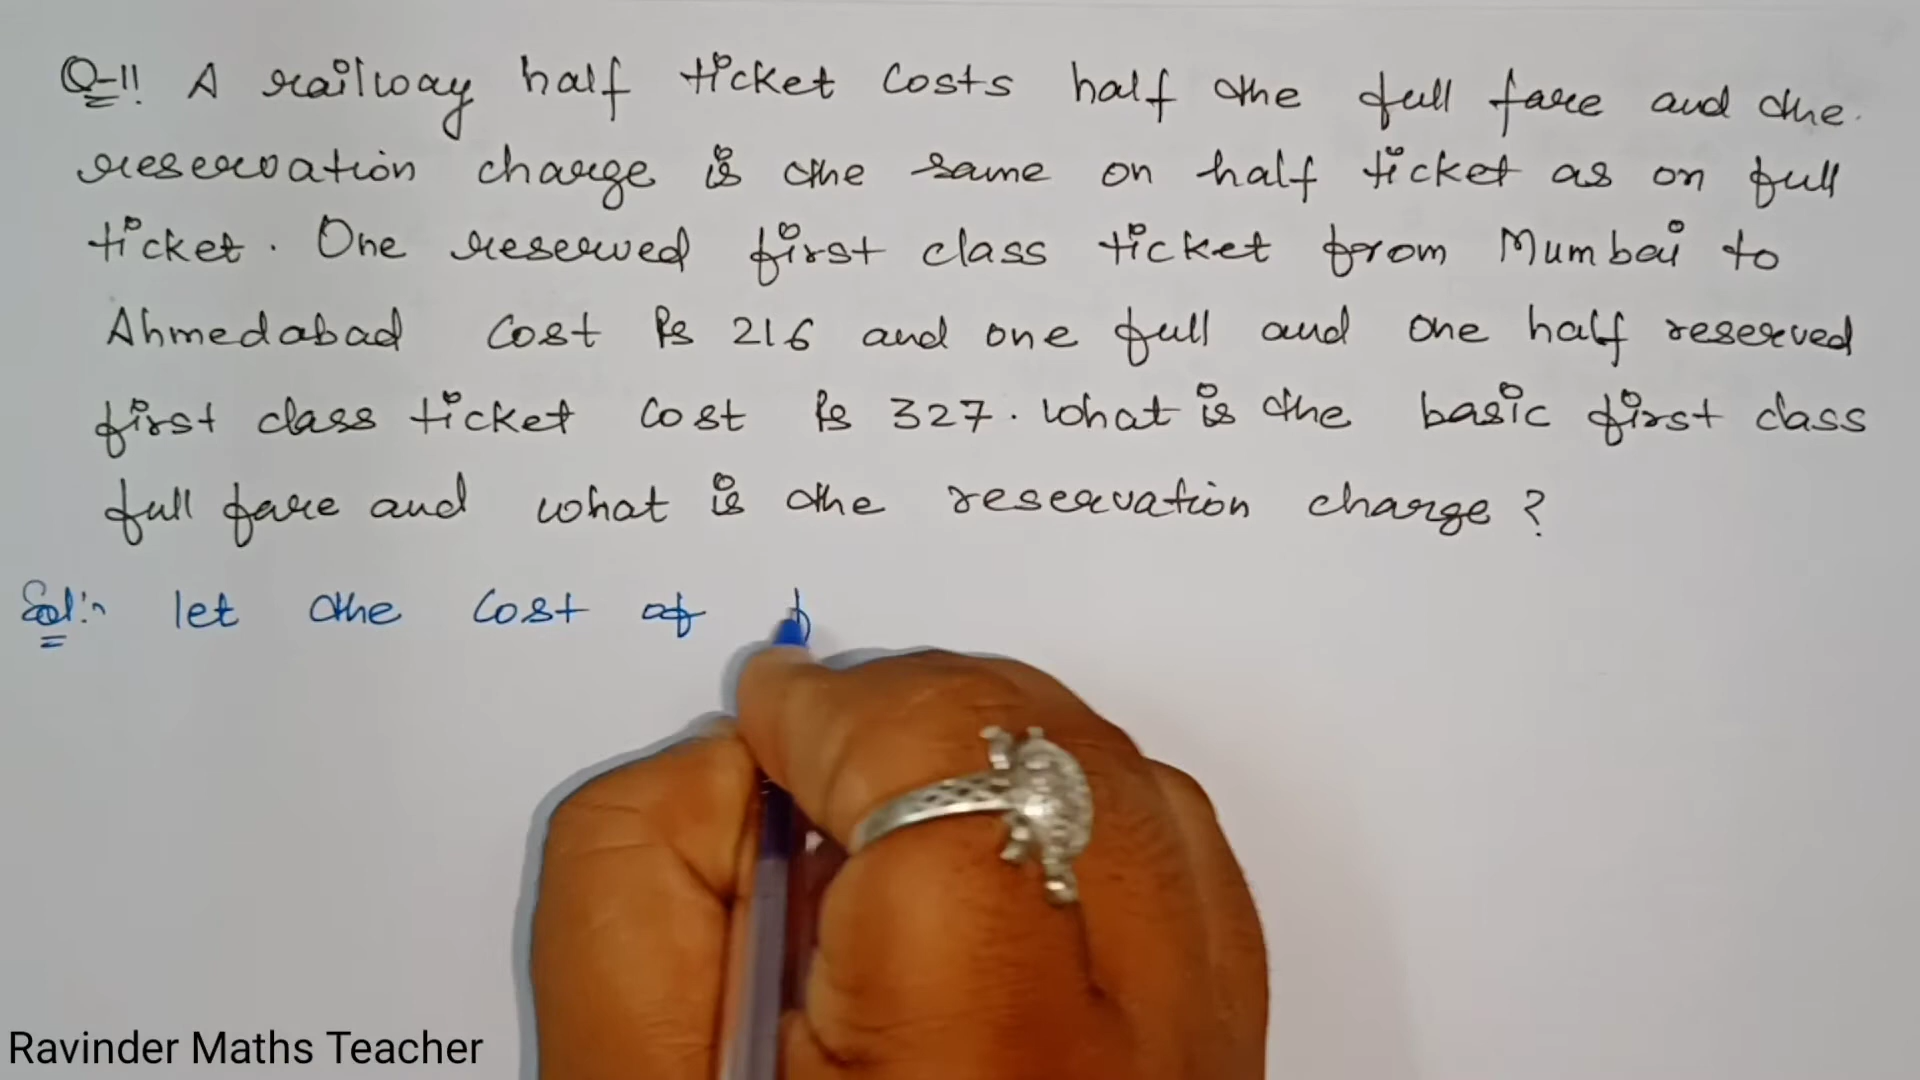 Q-11! A railway half ticket costs half the full fare and the
reservation charge is the same on half ticket as on full
ticket. One reserved first class ticket from Mumbai to
Ahmedabad cost Rs 216 and one full and one half reserved
first class ticket cost Rs 327. what is the basic first class
full fare and what is the reservation charge?
Sol:n let the cost of
Ravinder Maths Teacher